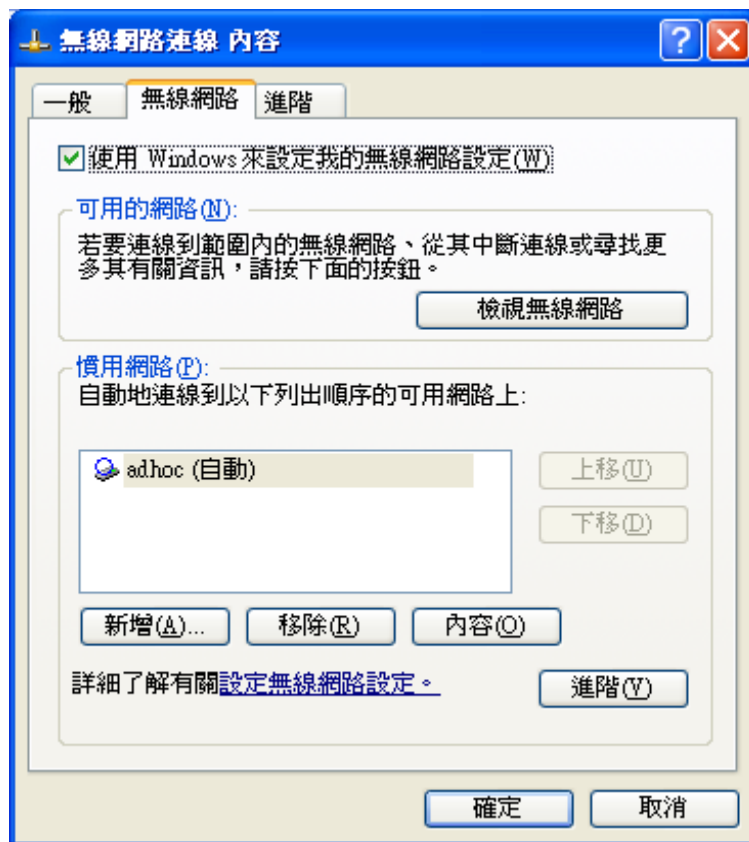 無線網路連線 內容
一般 無線網路 進階
使用 Windows 來設定我的無線網路設定(W)
可用的網路(N):
若要連線到範圍內的無線網路、從其中斷連線或尋找更
多其有關資訊，請按下面的按鈕。
檢視無線網路
慣用網路(P):
自動地連線到以下列出順序的可用網路上:
adhoc (自動)
上移(U)
下移(D)
新增(A)... 移除(R) 內容(O)
詳細了解有關設定無線網路設定。 進階(V)
確定 取消